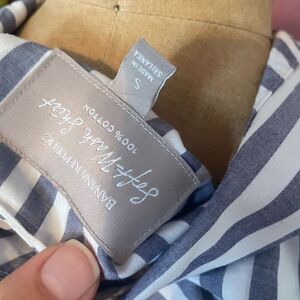 BANANA REPUBLIC
Soft-Wash Shirt
100% COTTON
S
MADE IN
SRI LANKA